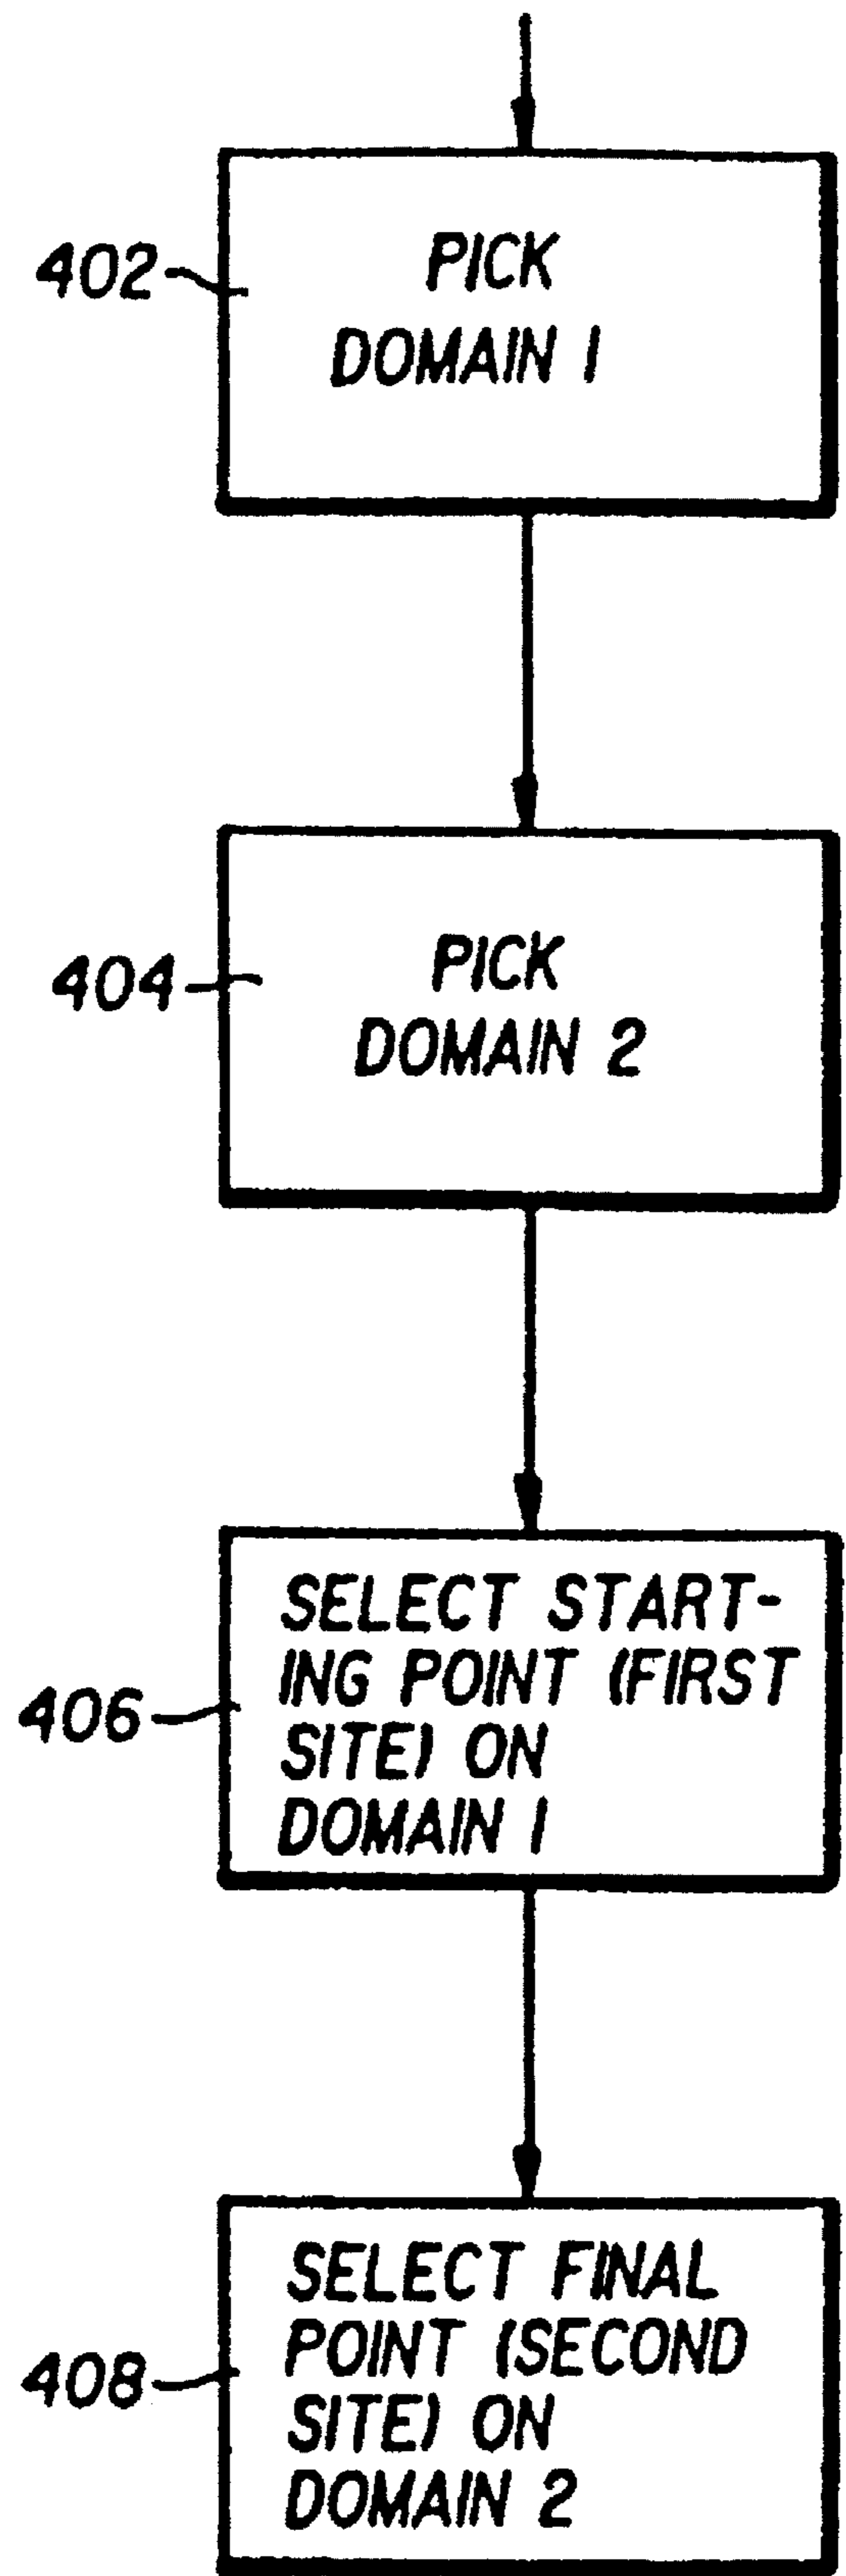 402
PICK
DOMAIN 1
404
PICK
DOMAIN 2
406
SELECT START-
ING POINT (FIRST
SITE) ON
DOMAIN 1
408
SELECT FINAL
POINT (SECOND
SITE) ON
DOMAIN 2